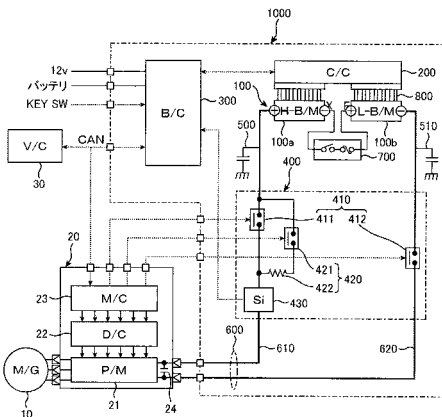 1000
12v
バッテリ
KEY SW
B/C
300
C/C
200
100
H-B/M
L-B/M
800
100a
100b
700
500
510
V/C
30
CAN
400
410
411
412
421
422
420
Si
430
20
23
M/C
22
D/C
P/M
21
24
M/G
10
600
610
620